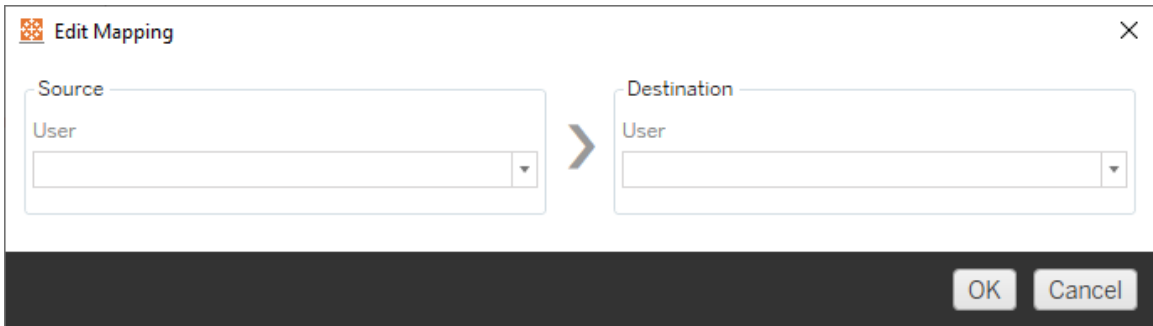 Edit Mapping
Source
Destination
User
User
OK
Cancel